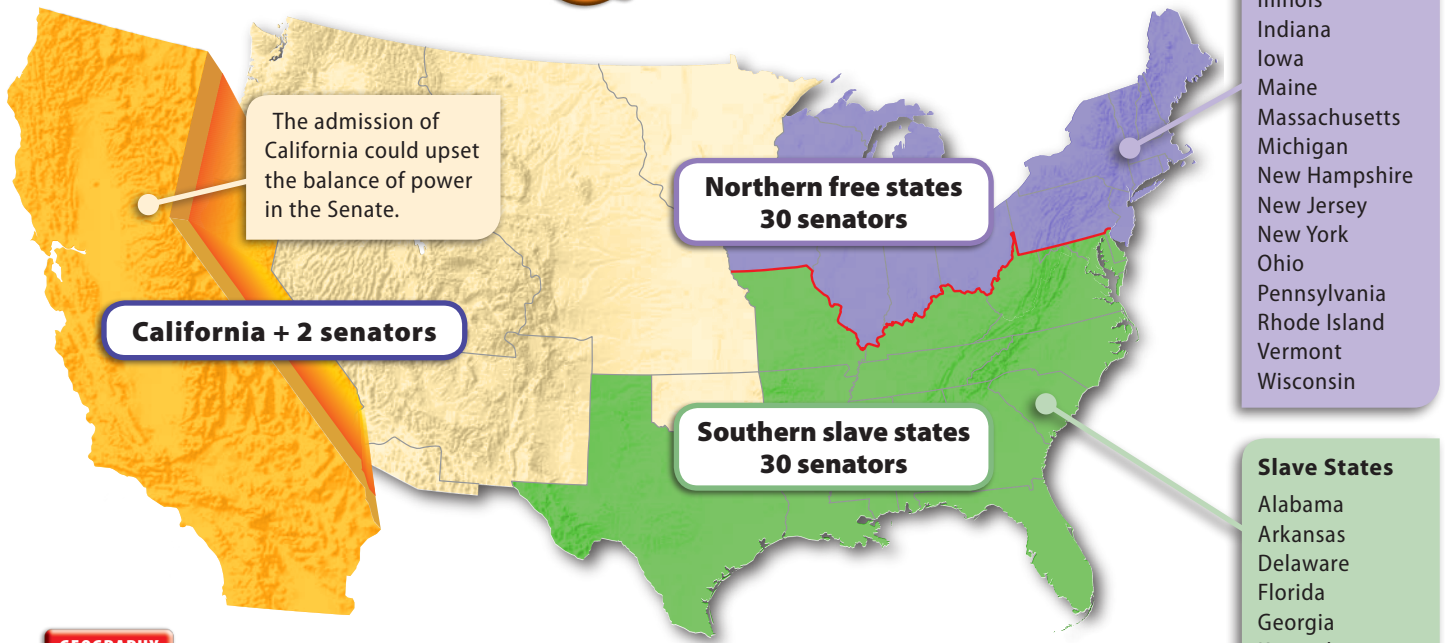 The admission of
California could upset
the balance of power
in the Senate.
California + 2 senators
Northern free states
30 senators
Southern slave states
30 senators
Illinois
Indiana
Iowa
Maine
Massachusetts
Michigan
New Hampshire
New Jersey
New York
Ohio
Pennsylvania
Rhode Island
Vermont
Wisconsin
Slave States
Alabama
Arkansas
Delaware
Florida
Georgia
GEOGRAPHY